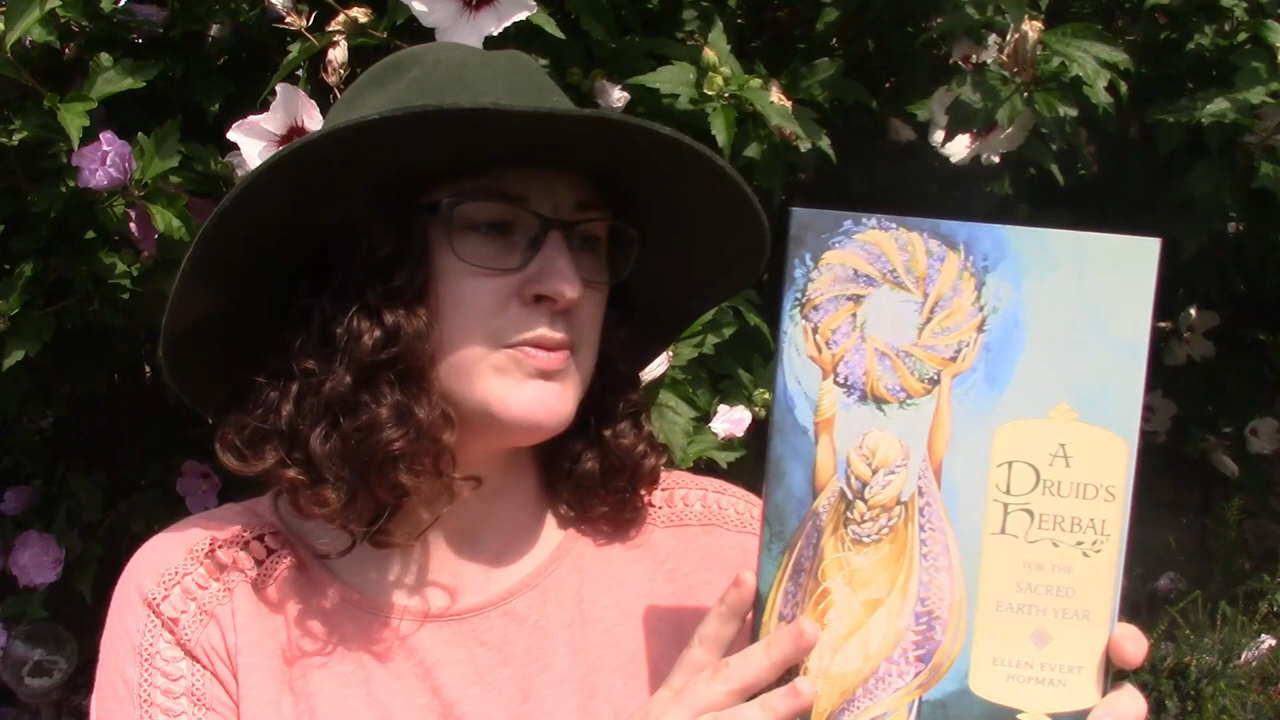 A
DRUID'S
HERBAL
FOR THE
SACRED
EARTH YEAR
ELLEN EVERT
HOPMAN